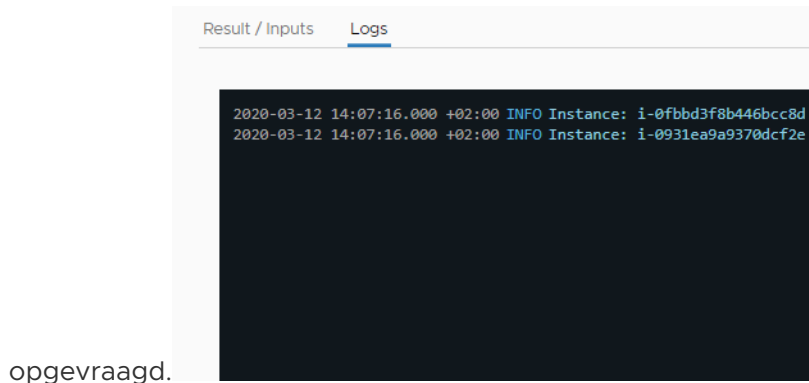 Result / Inputs Logs
2020-03-12 14:07:16.000 +02:00 INFO Instance: i-0fbbd3f8b446bcc8d
2020-03-12 14:07:16.000 +02:00 INFO Instance: i-0931ea9a9370dcf2e
opgevraagd.